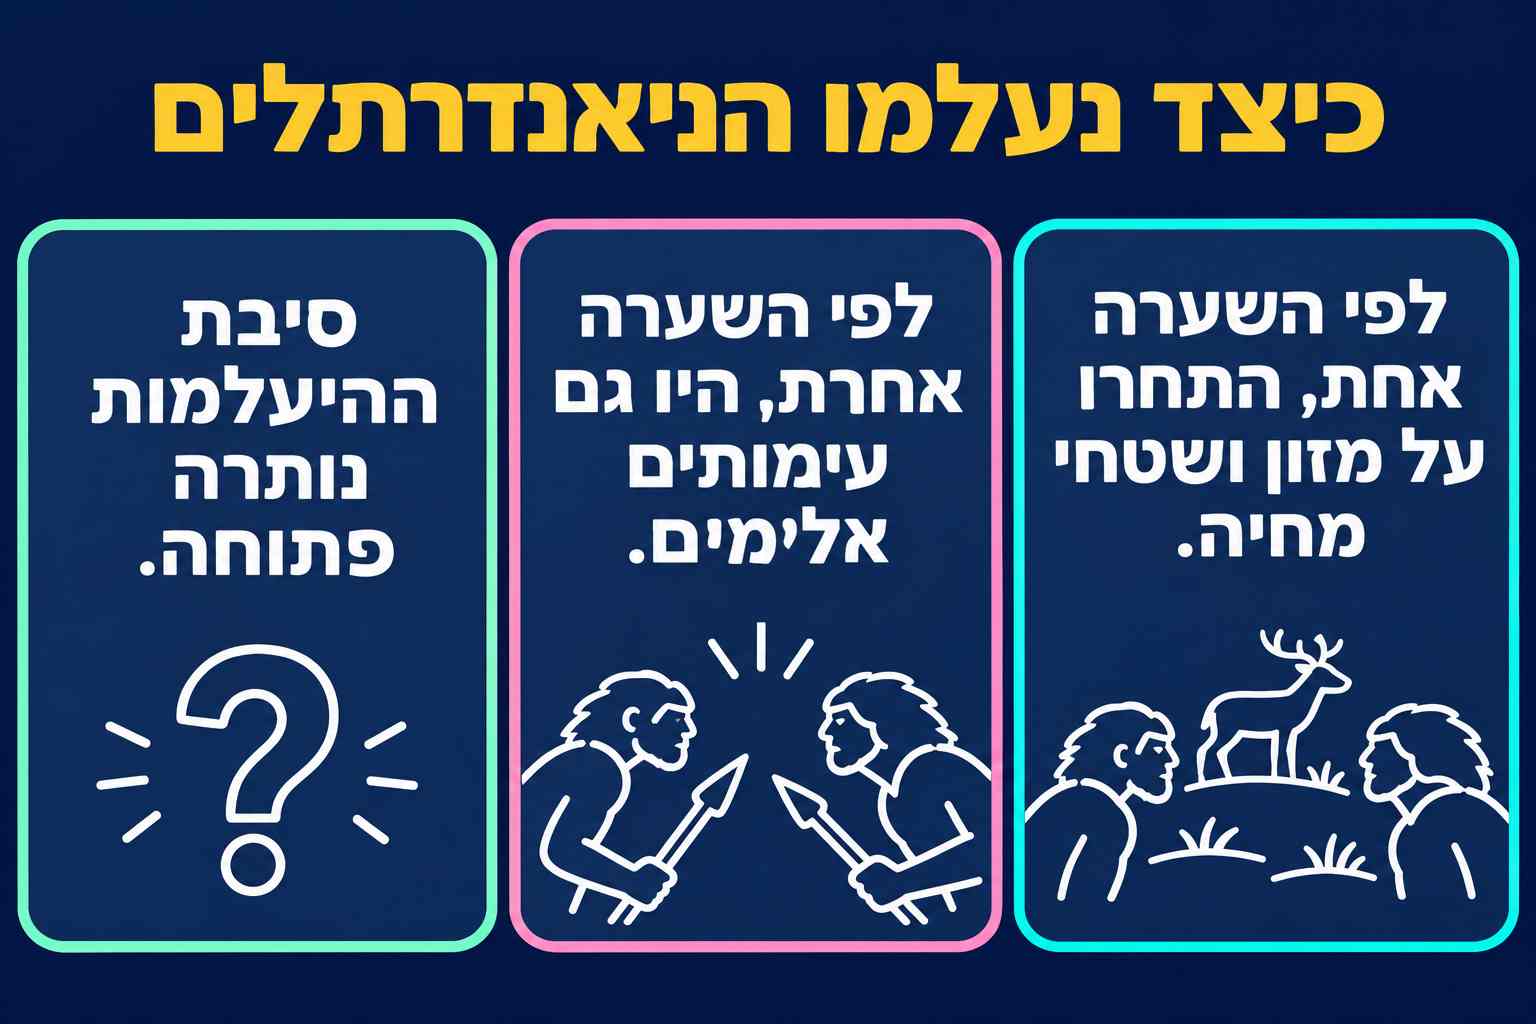 כיצד נעלמו הניאנדרתלים
לפי השערה
אחת, התחרו
על מזון ושטחי
מחיה.
לפי השערה
אחרת, היו גם
עימותים
אלימים.
סיבת
ההיעלמות
נותרה
פתוחה.